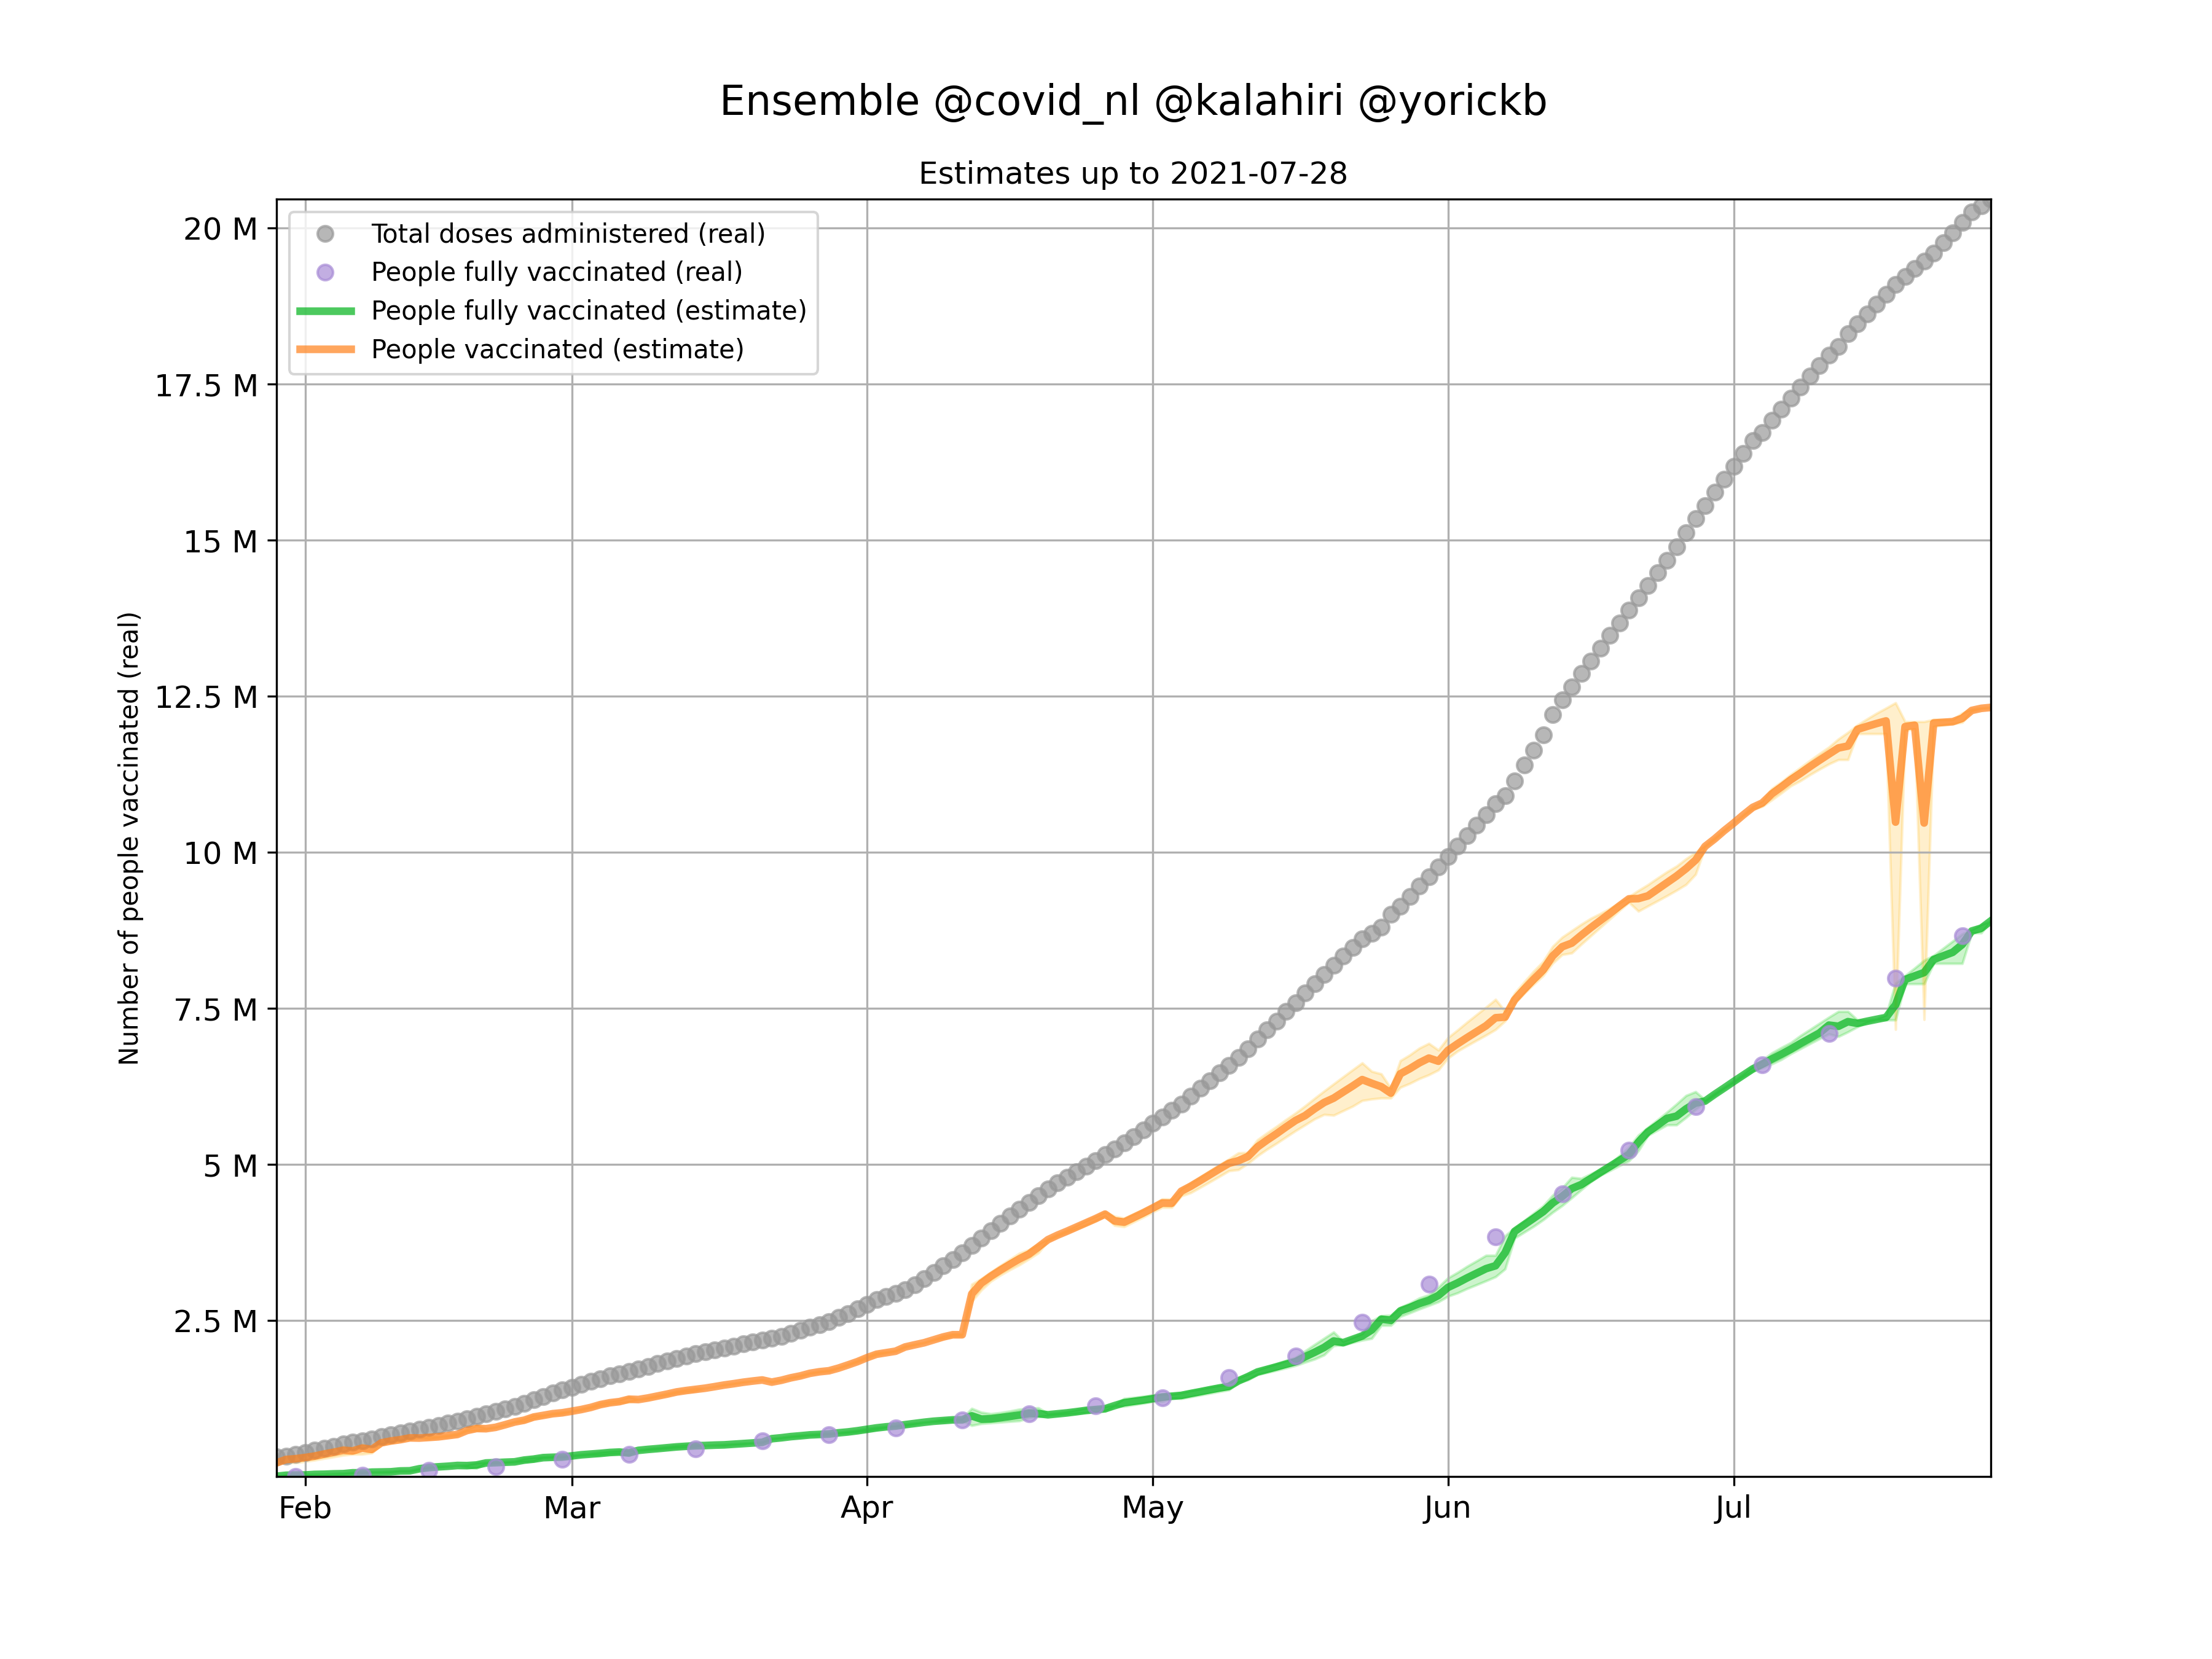 Ensemble @covid_nl @kalahiri @yorickb
Estimates up to 2021-07-28
Total doses administered (real)
People fully vaccinated (real)
People fully vaccinated (estimate)
People vaccinated (estimate)
Number of people vaccinated (real)
20 M
17.5 M
15 M
12.5 M
10 M
7.5 M
5 M
2.5 M
Feb Mar Apr May Jun Jul